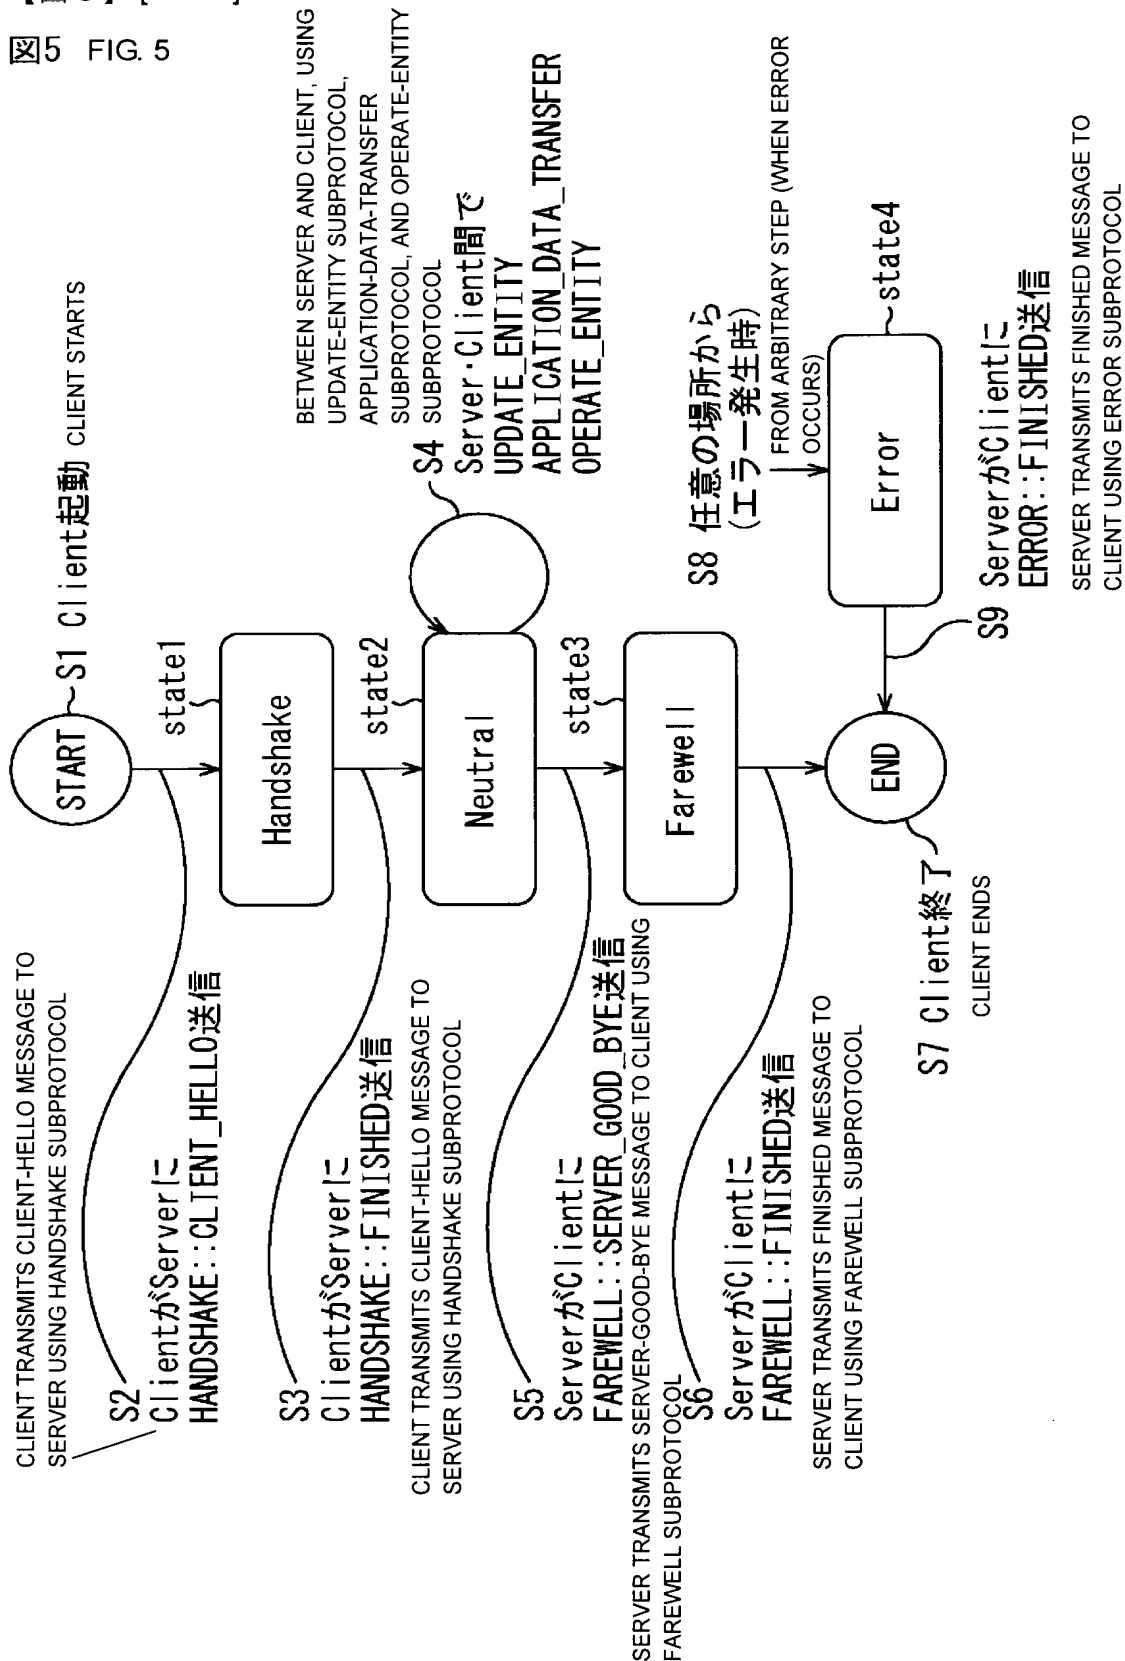 図5 FIG. 5
START
S1 Client起動 CLIENT STARTS
CLIENT TRANSMITS CLIENT-HELLO MESSAGE TO
SERVER USING HANDSHAKE SUBPROTOCOL
S2
ClientがServerに
HANDSHAKE::CLIENT_HELLO送信
state1
Handshake
S3
ClientがServerに
HANDSHAKE::FINISHED送信
CLIENT TRANSMITS CLIENT-HELLO MESSAGE TO
SERVER USING HANDSHAKE SUBPROTOCOL
state2
Neutral
BETWEEN SERVER AND CLIENT, USING
UPDATE-ENTITY SUBPROTOCOL,
APPLICATION-DATA-TRANSFER
SUBPROTOCOL, AND OPERATE-ENTITY
SUBPROTOCOL
S4
Server・Client間で
UPDATE_ENTITY
APPLICATION_DATA_TRANSFER
OPERATE_ENTITY
S5
ServerがClientに
FAREWELL::SERVER_GOOD_BYE送信
SERVER TRANSMITS SERVER-GOOD-BYE MESSAGE TO CLIENT USING
FAREWELL SUBPROTOCOL
state3
Farewell
S6
ServerがClientに
FAREWELL::FINISHED送信
SERVER TRANSMITS FINISHED MESSAGE TO
CLIENT USING FAREWELL SUBPROTOCOL
END
S7 Client終了
CLIENT ENDS
S8 任意の場所から
(エラー発生時)
FROM ARBITRARY STEP (WHEN ERROR
OCCURS)
Error
state4
S9 ServerがClientに
ERROR::FINISHED送信
SERVER TRANSMITS FINISHED MESSAGE TO
CLIENT USING ERROR SUBPROTOCOL